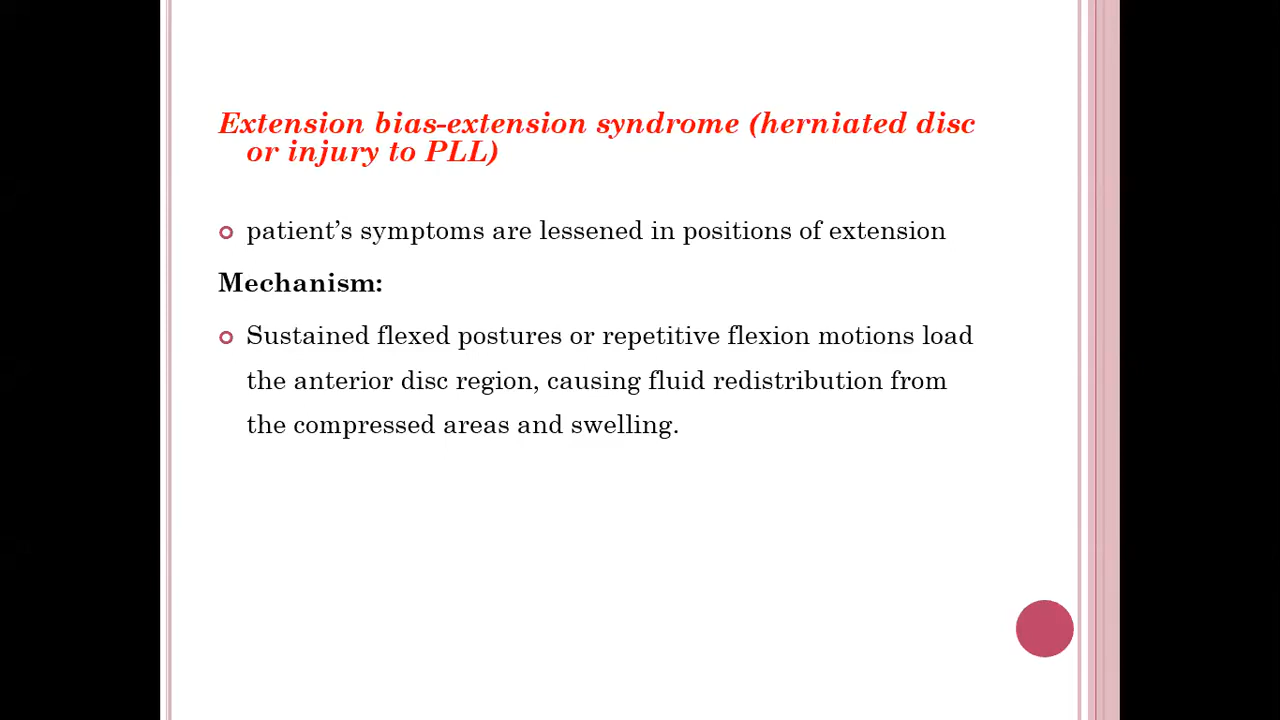 Extension bias-extension syndrome (herniated disc
or injury to PLL)
patient’s symptoms are lessened in positions of extension
Mechanism:
Sustained flexed postures or repetitive flexion motions load
the anterior disc region, causing fluid redistribution from
the compressed areas and swelling.